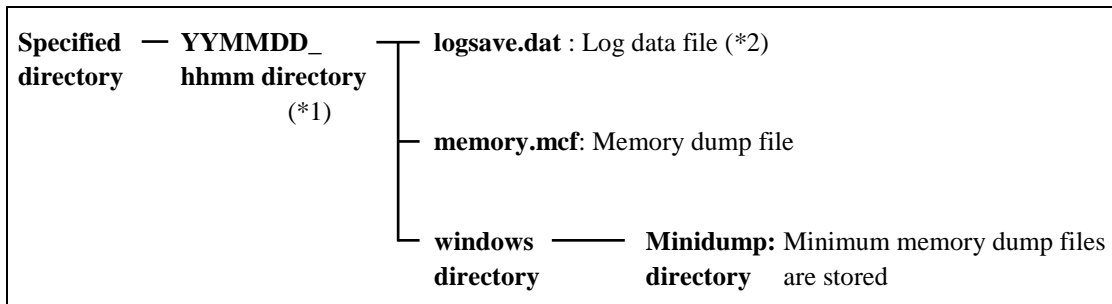 Specified directory
YYMMDD_ hhmm directory
(*1)
logsave.dat : Log data file (*2)
memory.mcf: Memory dump file
windows directory
Minidump: directory
Minimum memory dump files are stored